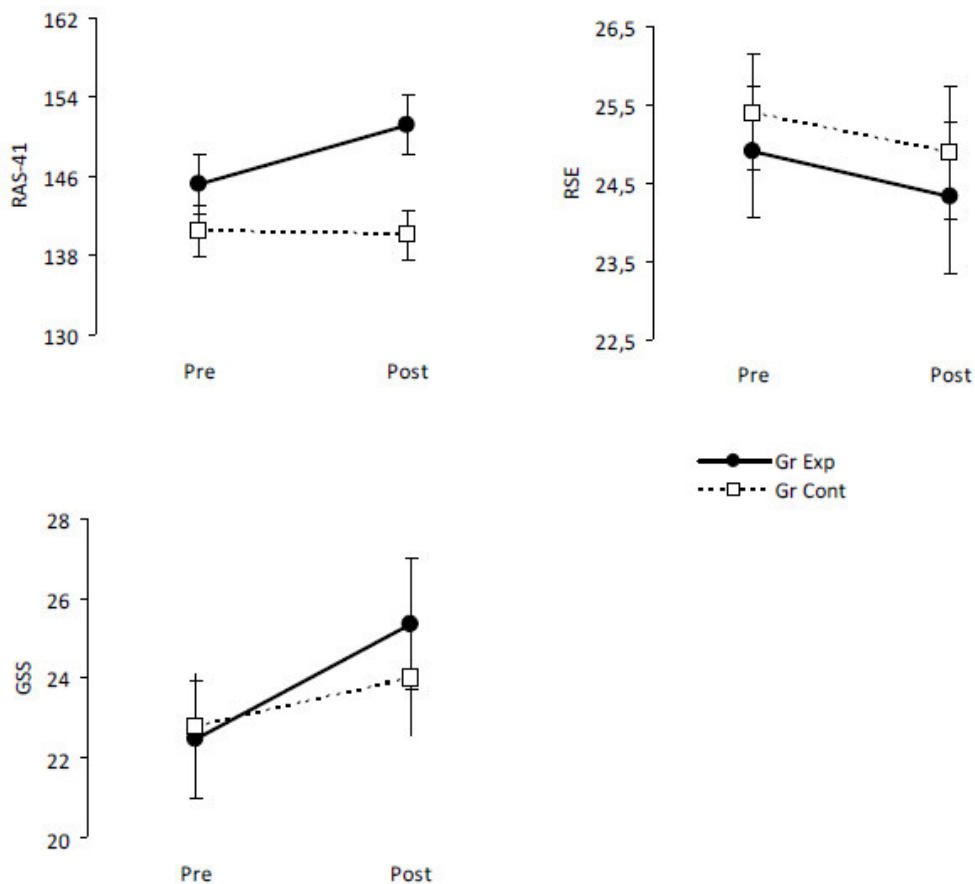 162
154
146
138
130
RAS-41
Pre
Post
26,5
25,5
24,5
23,5
22,5
RSE
Pre
Post
Gr Exp
Gr Cont
28
26
24
22
20
GSS
Pre
Post